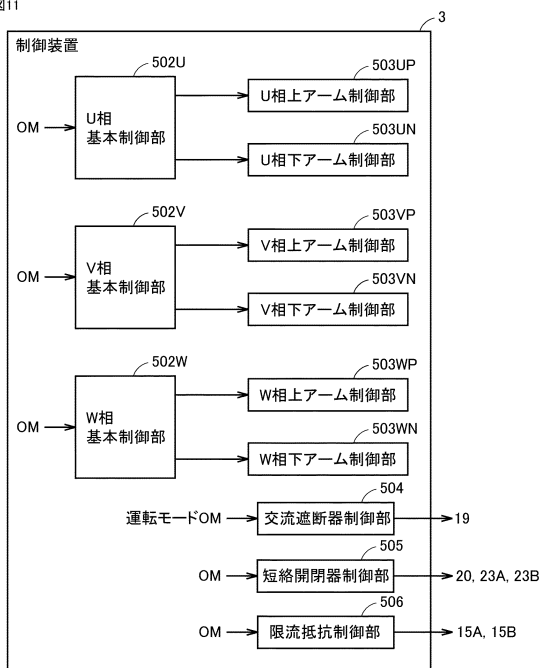 図11
3
制御装置
502U
503UP
U相
基本制御部
U相上アーム制御部
OM
503UN
U相下アーム制御部
502V
503VP
V相
基本制御部
V相上アーム制御部
OM
503VN
V相下アーム制御部
502W
503WP
W相
基本制御部
W相上アーム制御部
OM
503WN
W相下アーム制御部
504
運転モードOM
交流遮断器制御部
19
505
OM
短絡開閉器制御部
20, 23A, 23B
506
OM
限流抵抗制御部
15A, 15B